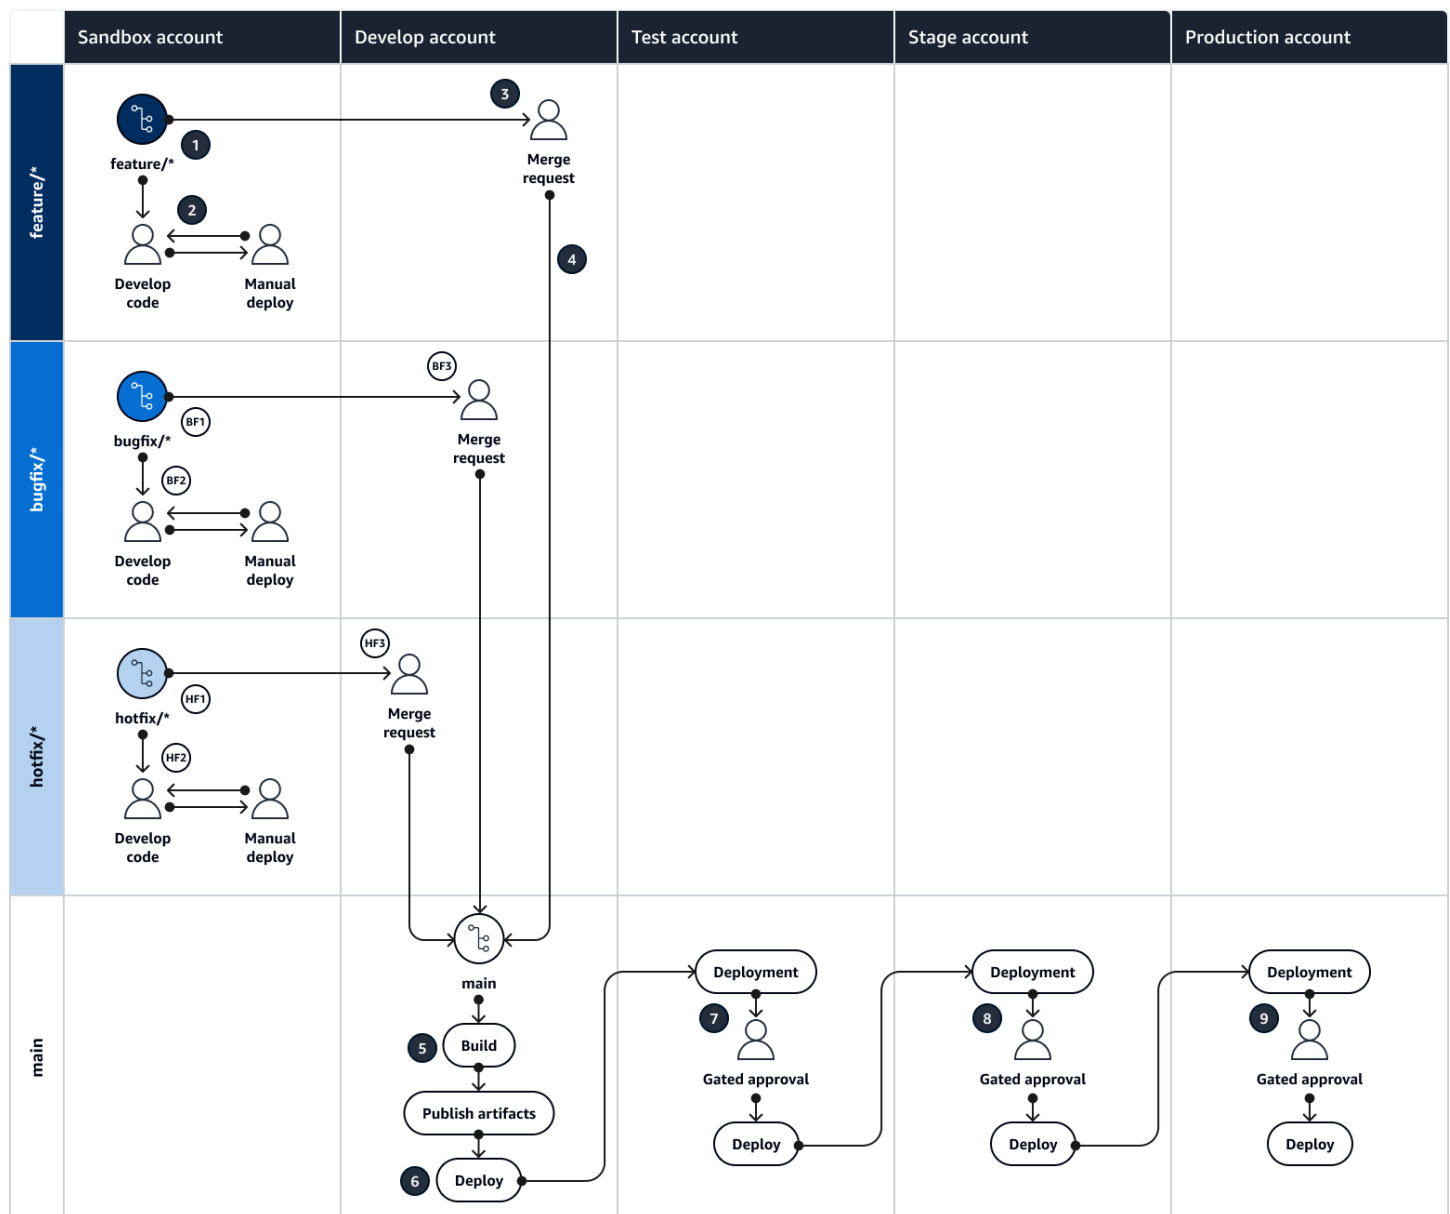 Sandbox account
Develop account
Test account
Stage account
Production account
feature/*
1
feature/*
2
Develop
code
Manual
deploy
3
Merge
request
4
bugfix/*
BF1
bugfix/*
BF2
Develop
code
Manual
deploy
BF3
Merge
request
hotfix/*
HF1
hotfix/*
HF2
Develop
code
Manual
deploy
HF3
Merge
request
main
main
5
Build
Publish artifacts
6
Deploy
Deployment
7
Gated approval
Deploy
Deployment
8
Gated approval
Deploy
Deployment
9
Gated approval
Deploy